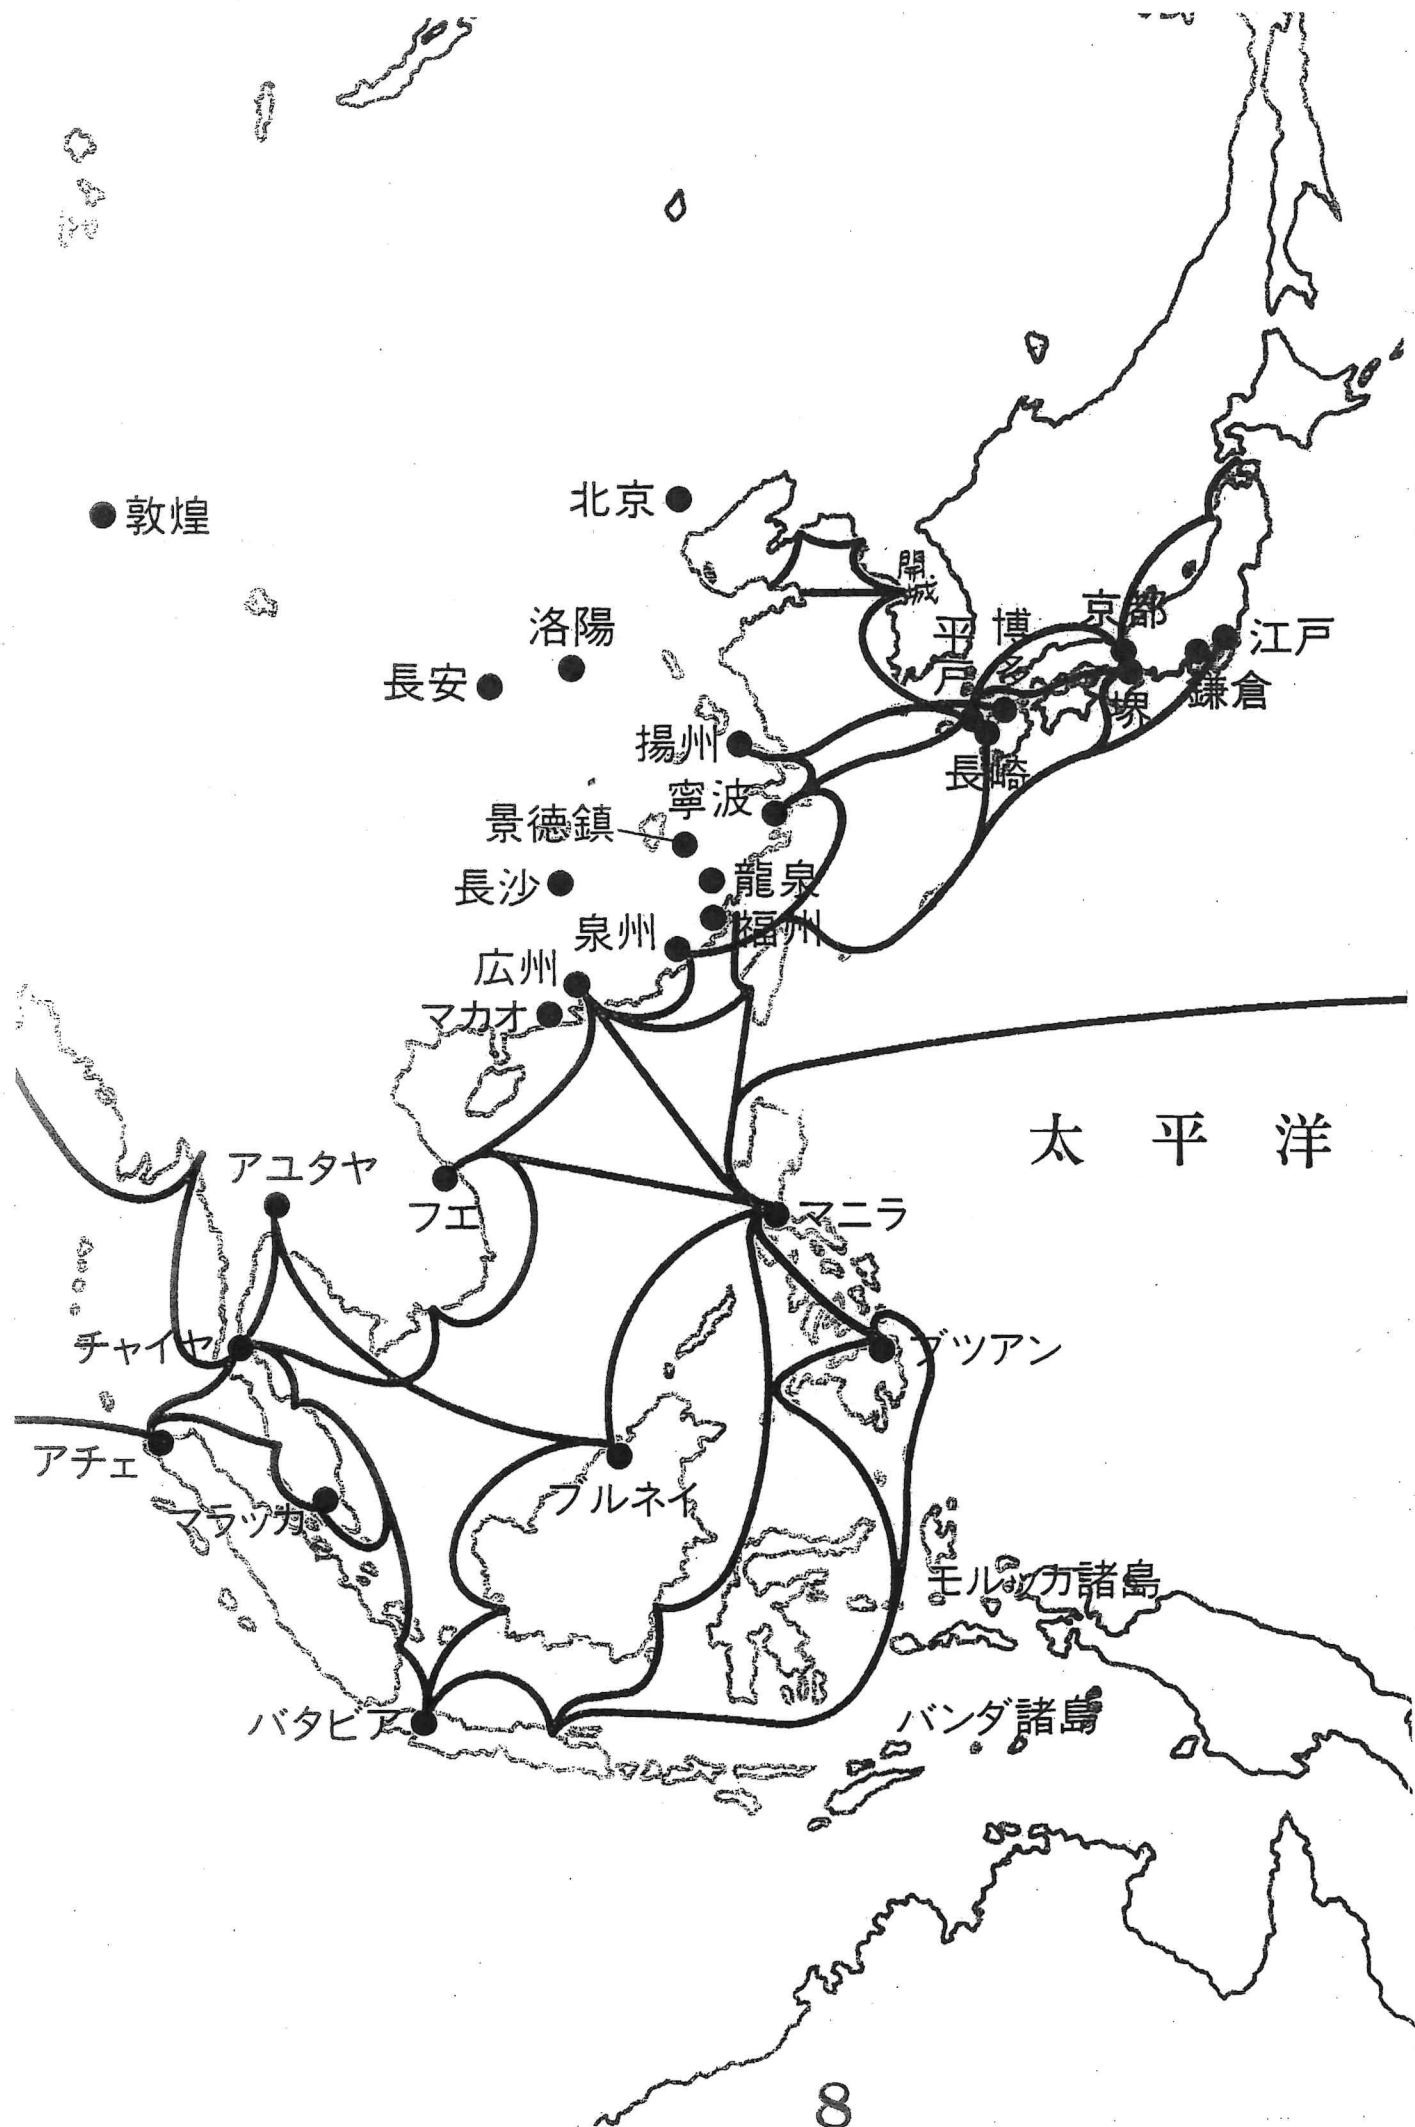 敦煌
北京
開城
洛陽
長安
京都
博多
平戸
江戸
鎌倉
堺
揚州
長崎
寧波
景徳鎮
長沙
龍泉
福州
泉州
広州
マカオ
太平洋
アユタヤ
フエ
マニラ
チャイヤ
ブツアン
アチェ
ブルネイ
マラッカ
モルッカ諸島
バタビア
バンダ諸島
8